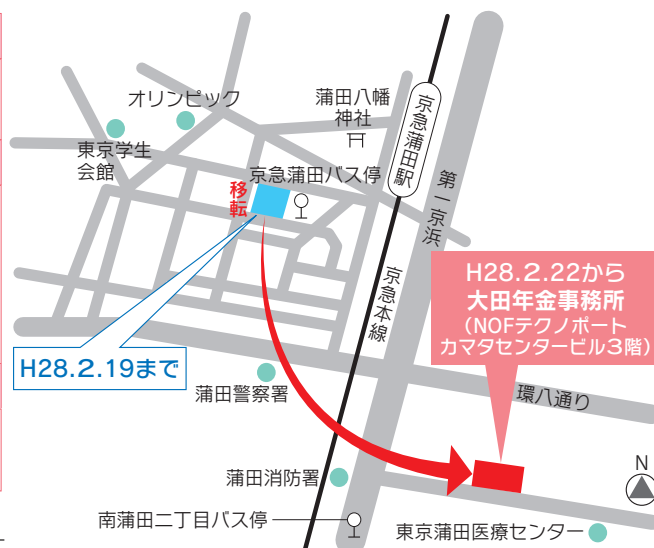 オリンピック
東京学生
会館
蒲田八幡
神社
京急蒲田駅
京急蒲田バス停
移転
第一京浜
京急本線
H28.2.22から
大田年金事務所
(NOFテクノポート
カマタセンタービル3階)
H28.2.19まで
蒲田警察署
環八通り
蒲田消防署
N
南蒲田二丁目バス停
東京蒲田医療センター